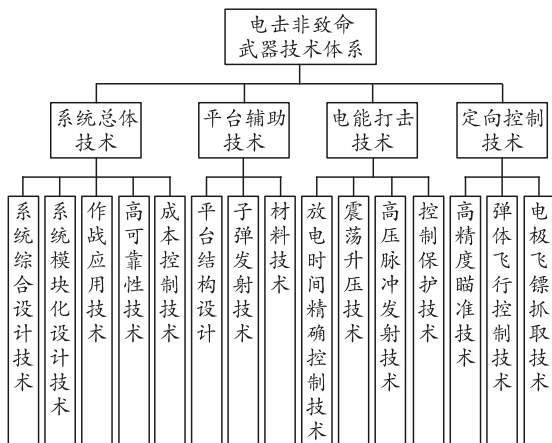 电击非致命
武器技术体系
系统总体
技术
平台辅助
技术
电能打击
技术
定向控制
技术
系统综合设计技术
系统模块化设计技术
作战应用技术
高可靠性技术
成本控制技术
平台结构设计
子弹发射技术
材料技术
放电时间精确控制技术
震荡升压技术
高压脉冲发射技术
控制保护技术
高精度瞄准技术
弹体飞行控制技术
电极飞镖抓取技术